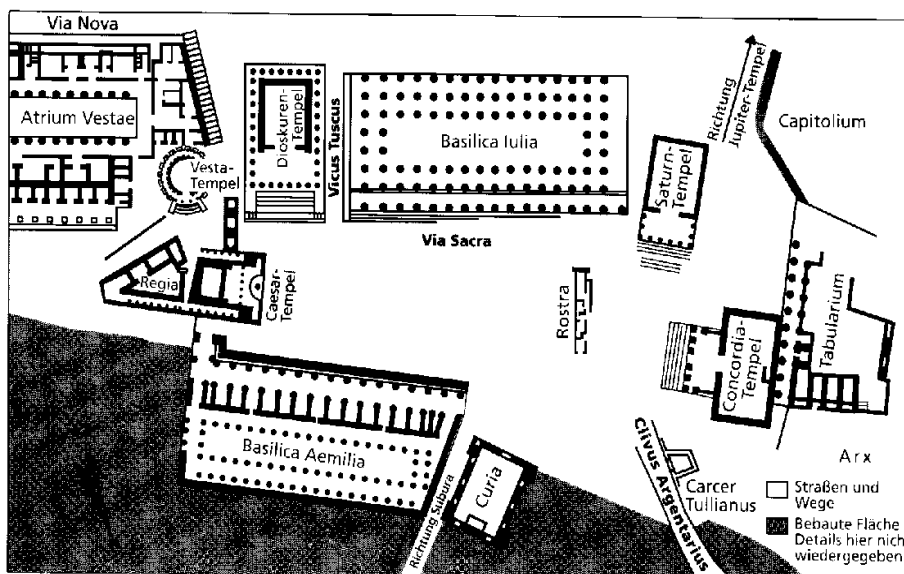 Via Nova
Atrium Vestae
Vesta-
Tempel
Dioskuren-
Tempel
Vicus Tuscus
Basilica Iulia
Richtung
Jupiter-Tempel
Capitolium
Saturn-
Tempel
Via Sacra
Regia
Caesar-
Tempel
Rostra
Concordia-
Tempel
Tabularium
Basilica Aemilia
Richtung Subura
Curia
Clivus Argentarius
Carcer
Tullianus
Arx
Straßen und
Wege
Bebaute Fläche
Details hier nich
wiedergegeben